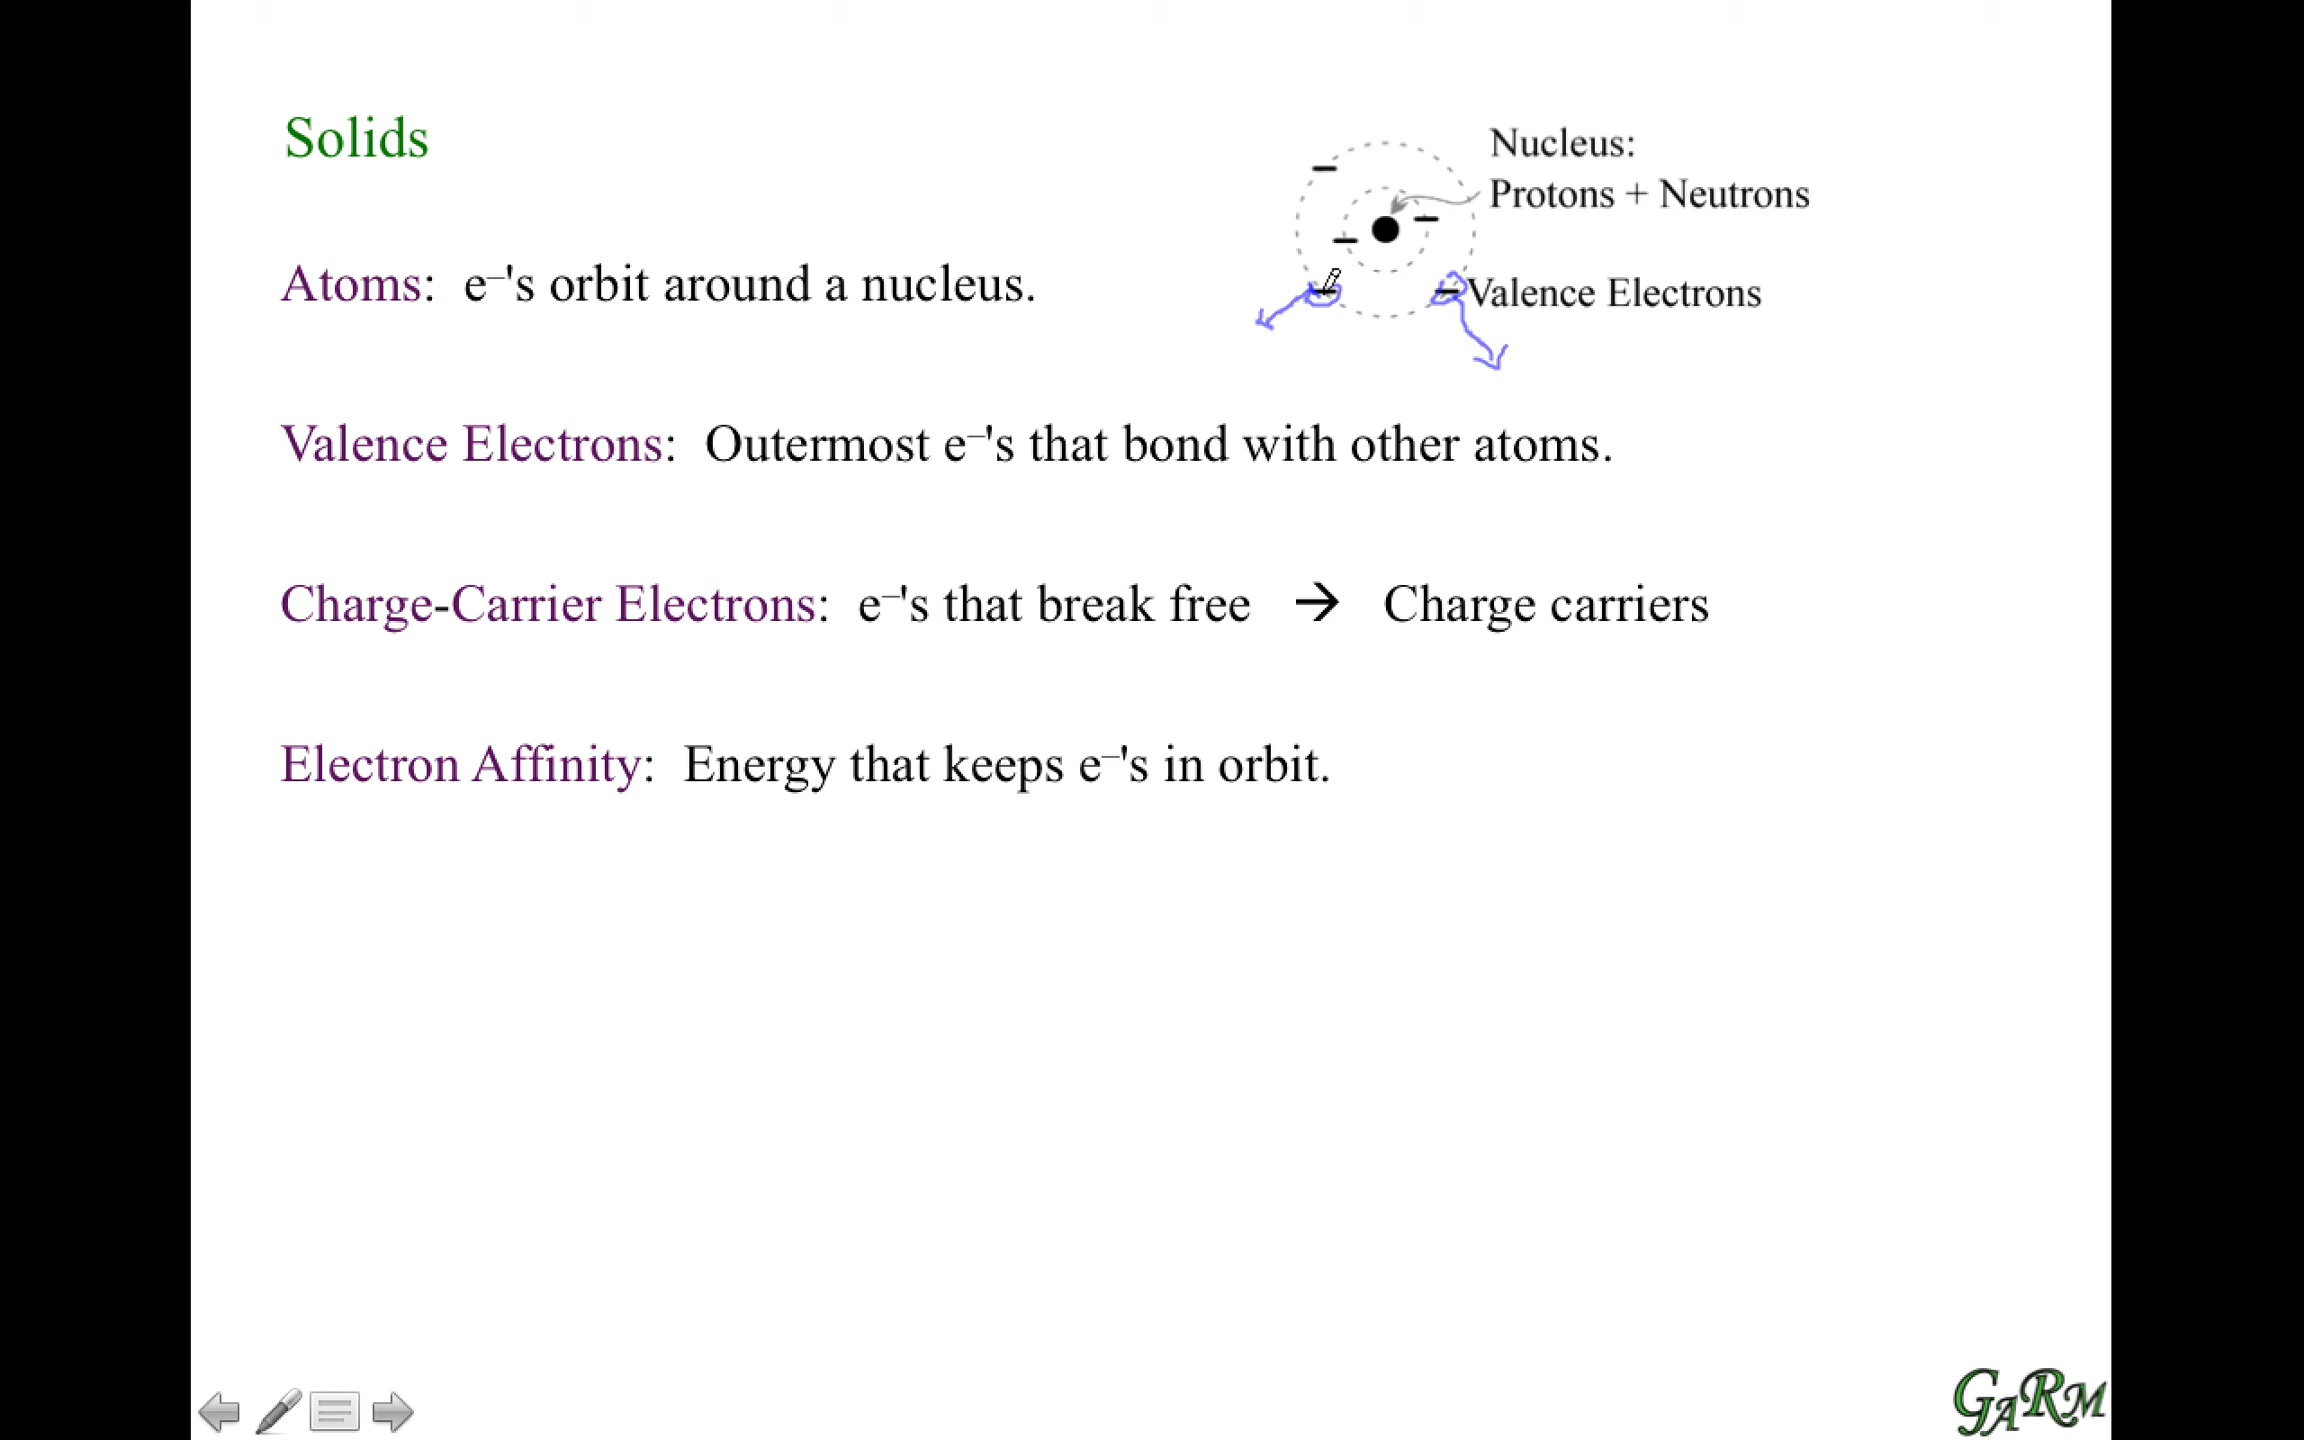 Solids
Nucleus:
Protons + Neutrons
Atoms:  e⁻'s orbit around a nucleus.
Valence Electrons
Valence Electrons:  Outermost e⁻'s that bond with other atoms.
Charge-Carrier Electrons:  e⁻'s that break free → Charge carriers
Electron Affinity:  Energy that keeps e⁻'s in orbit.
GARM